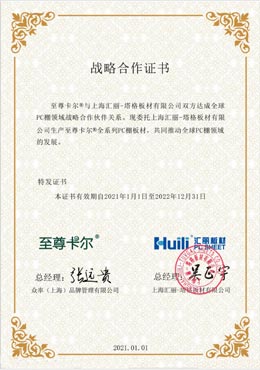 战略合作证书
至尊卡尔®与上海汇丽-塔格板材有限公司双方达成全球
PC棚领域战略合作伙伴关系。现委托上海汇丽-塔格板材有限
公司生产至尊卡尔®全系列PC棚板材，共同推动全球PC棚领域
的发展。
特发证书
本证书有效期自2021年1月1日至2022年12月31日
至尊卡尔®
Huili 汇丽板材
PC SHEET
总经理：
总经理：
众奉（上海）品牌管理有限公司
上海汇丽-塔格板材有限公司
2021.01.01